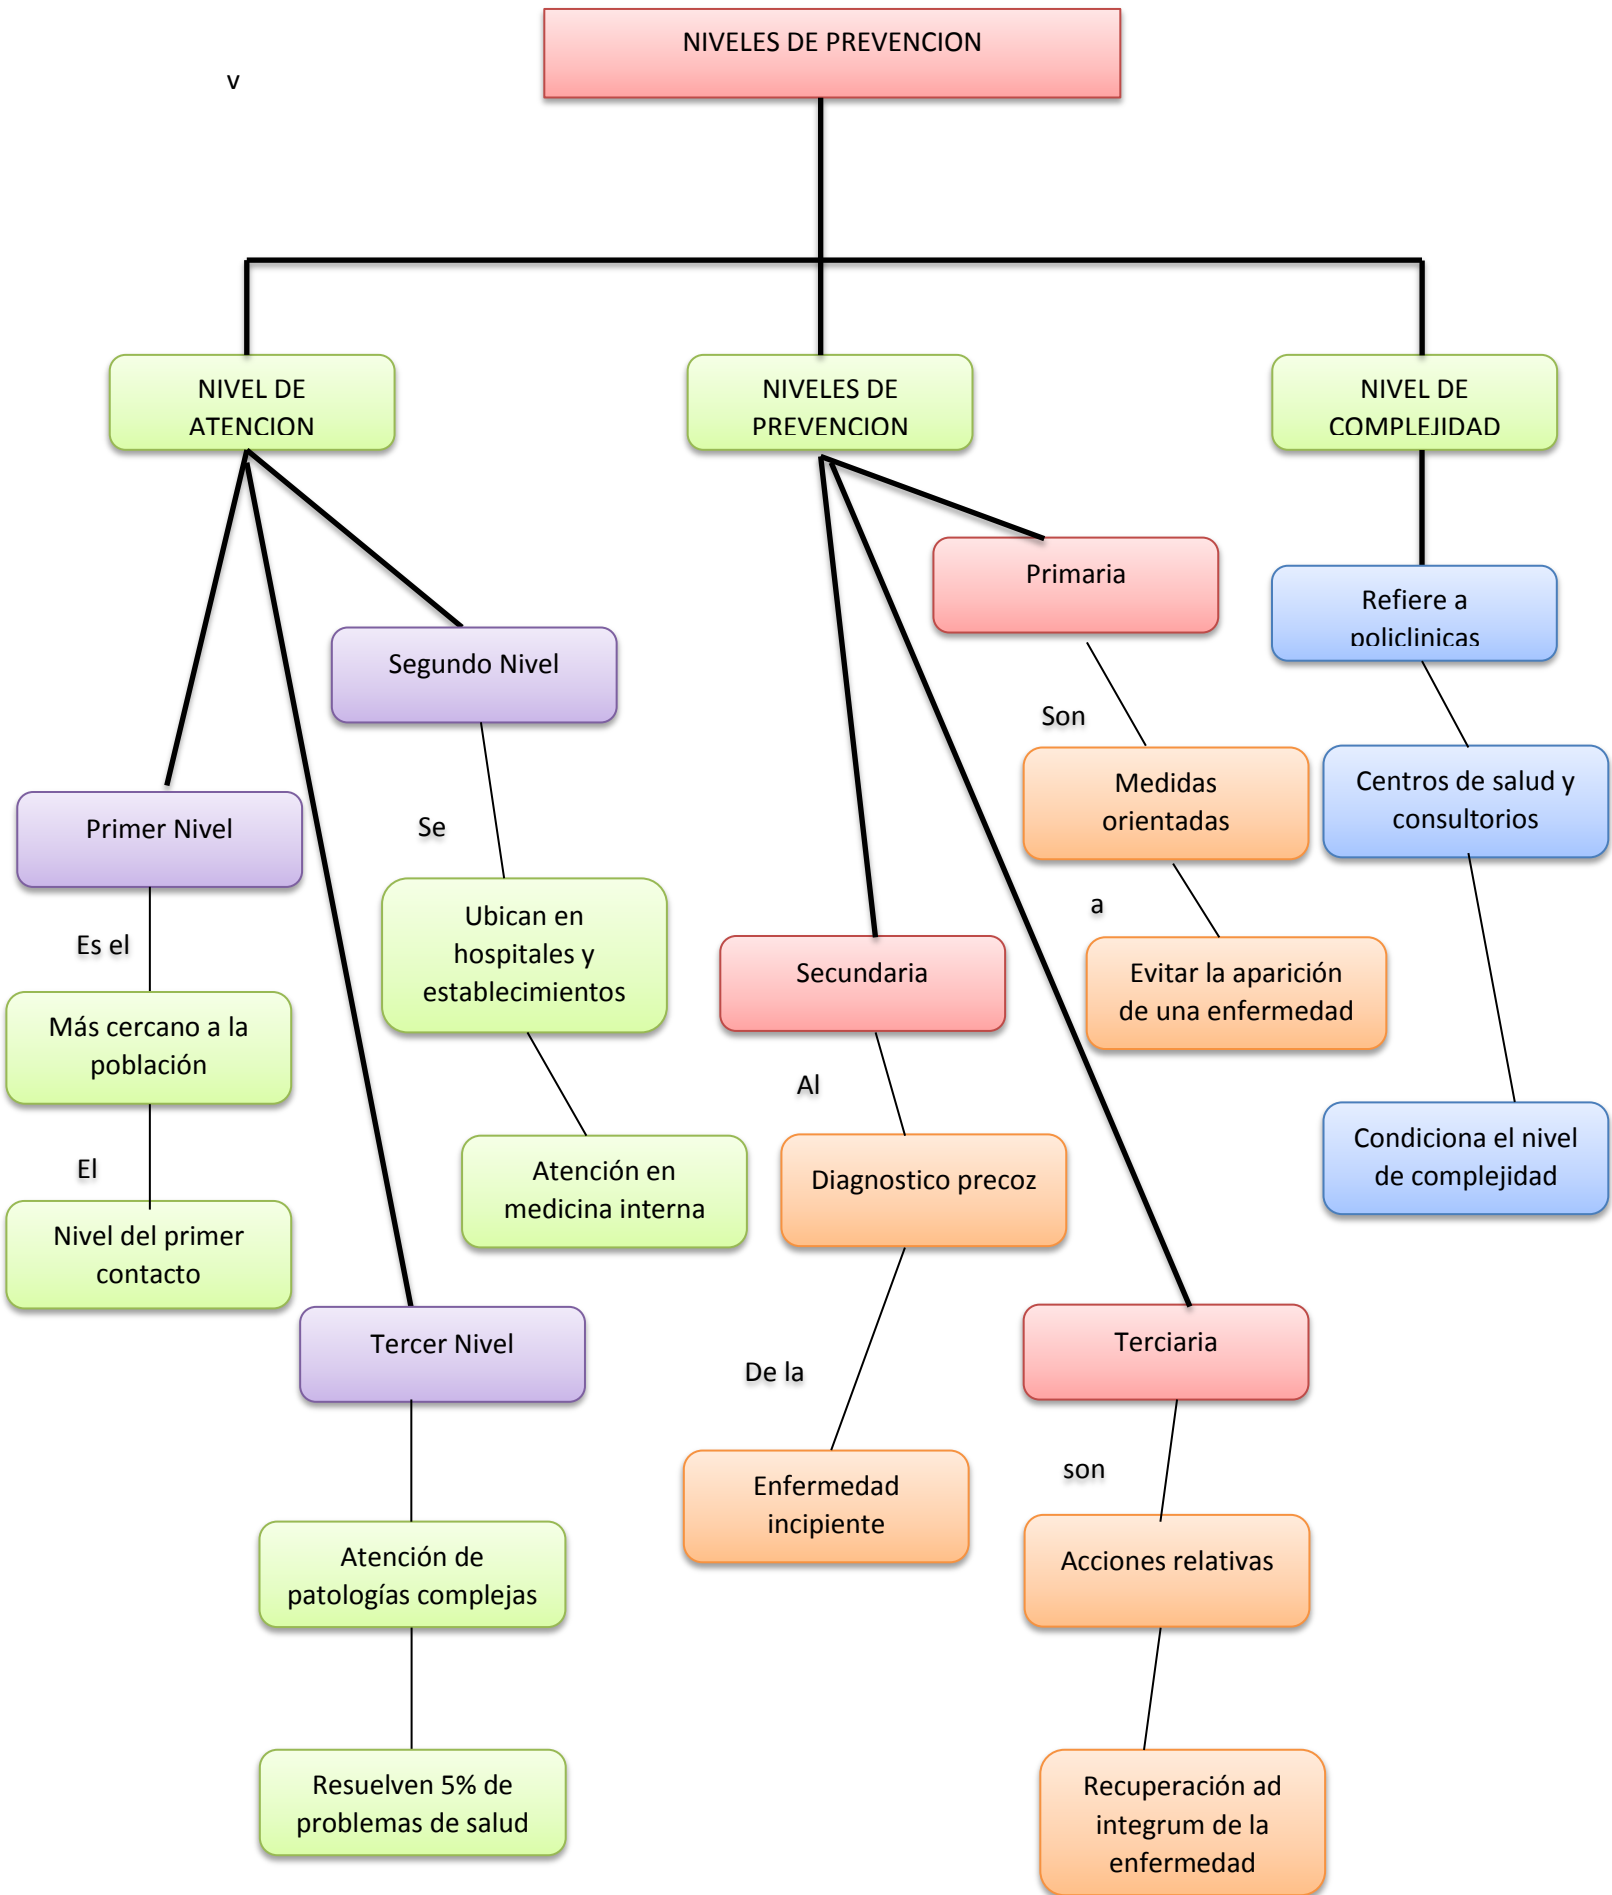 NIVELES DE PREVENCION
v
NIVEL DE
ATENCION
NIVELES DE
PREVENCION
NIVEL DE
COMPLEJIDAD
Primaria
Refiere a
policlinicas
Segundo Nivel
Son
Medidas
orientadas
Centros de salud y
consultorios
Primer Nivel
Se
a
Ubican en
hospitales y
establecimientos
Es el
Secundaria
Evitar la aparición
de una enfermedad
Más cercano a la
población
Al
El
Atención en
medicina interna
Diagnostico precoz
Condiciona el nivel
de complejidad
Nivel del primer
contacto
Tercer Nivel
De la
Terciaria
Enfermedad
incipiente
son
Atención de
patologías complejas
Acciones relativas
Resuelven 5% de
problemas de salud
Recuperación ad
integrum de la
enfermedad